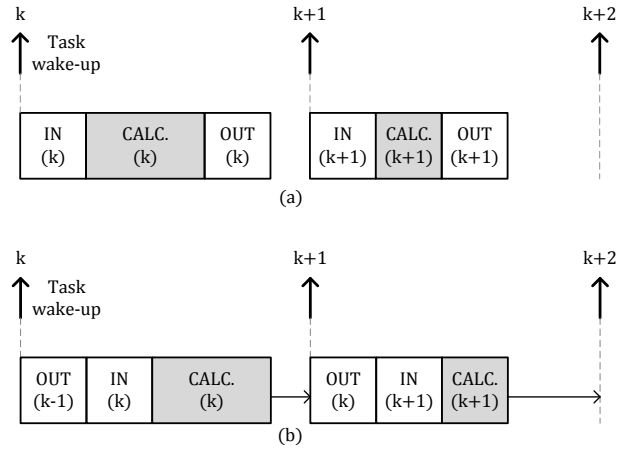 k
k+1
k+2
Task
wake-up
IN
(k)
CALC.
(k)
OUT
(k)
IN
(k+1)
CALC.
(k+1)
OUT
(k+1)
(a)
k
k+1
k+2
Task
wake-up
OUT
(k-1)
IN
(k)
CALC.
(k)
OUT
(k)
IN
(k+1)
CALC.
(k+1)
(b)